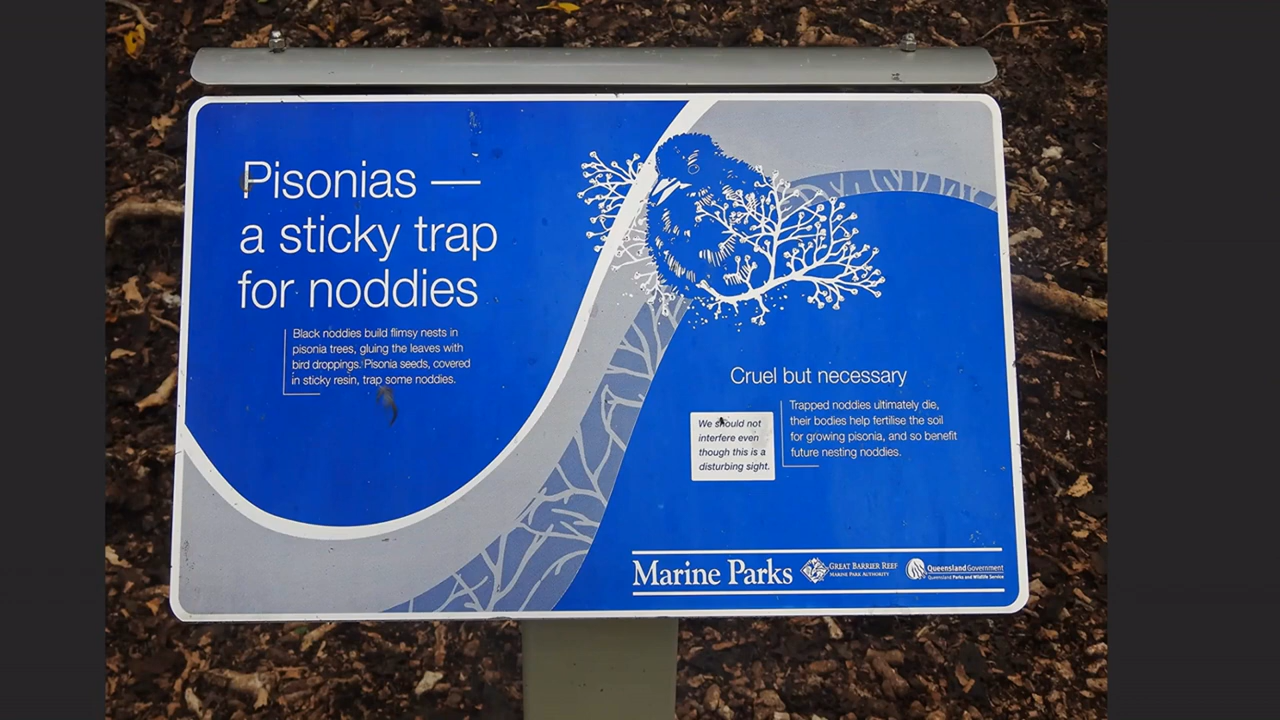 Pisonias —
a sticky trap
for noddies
Black noddies build flimsy nests in
pisonia trees, gluing the leaves with
bird droppings. Pisonia seeds, covered
in sticky resin, trap some noddies.
Cruel but necessary
We should not
interfere even
though this is a
disturbing sight.
Trapped noddies ultimately die,
their bodies help fertilise the soil
for growing pisonia, and so benefit
future nesting noddies.
Marine Parks
GREAT BARRIER REEF
MARINE PARK AUTHORITY
Queensland Government
Queensland Parks and Wildlife Service